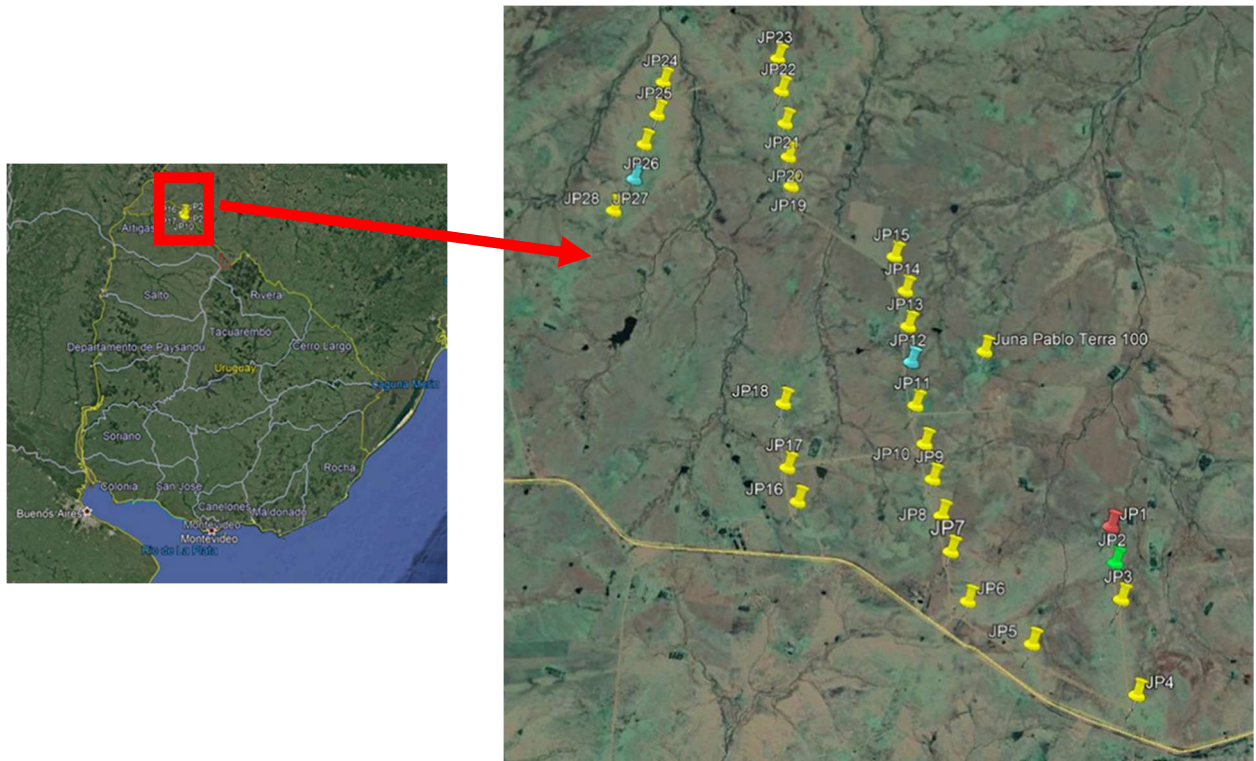 Artigas
JP10
Salto
Rivera
Tacuarembo
Departamento de Paysandu
Cerro Largo
Uruguay
Laguna Merin
Soriano
Rocha
Colonia
San Jose
Canelones
Maldonado
Buenos Aires
Montevideo
Montevideo
Rio de La Plata
JP23
JP24
JP22
JP25
JP21
JP26
JP20
JP28
JP27
JP19
JP15
JP14
JP13
JP12
Juna Pablo Terra 100
JP11
JP18
JP17
JP10
JP9
JP16
JP8
JP7
JP1
JP2
JP3
JP6
JP5
JP4